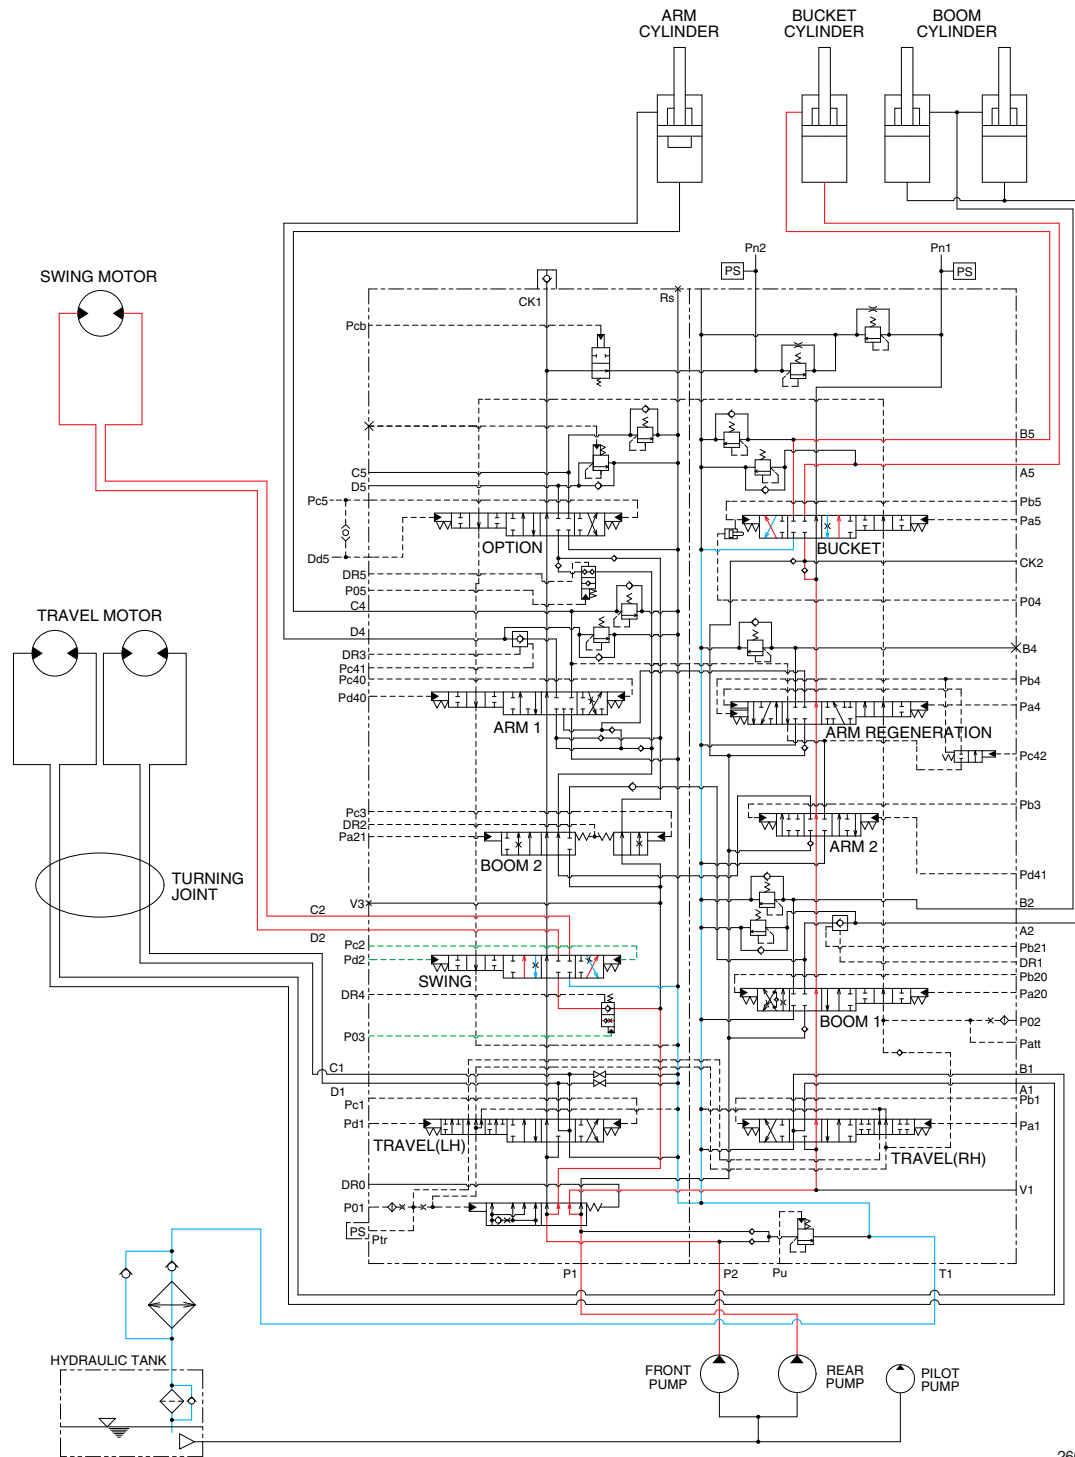 ARM
CYLINDER
BUCKET
CYLINDER
BOOM
CYLINDER
SWING MOTOR
Pn2
Pn1
PS
PS
CK1
Rs
Pcb
B5
C5
A5
D5
Pc5
Pb5
Pa5
OPTION
BUCKET
Dd5
CK2
DR5
P05
P04
C4
TRAVEL MOTOR
D4
DR3
B4
Pc41
Pc40
Pb4
Pd40
Pa4
ARM 1
ARM REGENERATION
Pc42
Pc3
Pb3
DR2
Pa21
BOOM 2
ARM 2
TURNING
JOINT
Pd41
V3
B2
C2
A2
D2
Pc2
Pb21
Pd2
DR1
SWING
Pb20
DR4
Pa20
BOOM 1
P03
P02
Patt
C1
B1
D1
A1
Pc1
Pb1
Pd1
Pa1
TRAVEL(LH)
TRAVEL(RH)
DR0
V1
P01
PS
Ptr
P1
P2
Pu
T1
HYDRAULIC TANK
FRONT
PUMP
REAR
PUMP
PILOT
PUMP